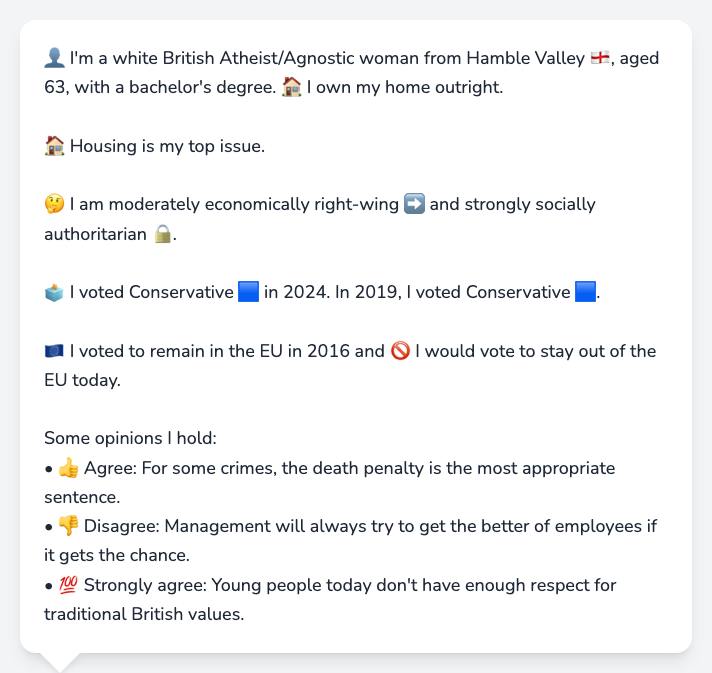 👤 I'm a white British Atheist/Agnostic woman from Hamble Valley 🏴󠁧󠁢󠁥󠁮󠁧󠁿, aged
63, with a bachelor's degree. 🏠 I own my home outright.
🏠 Housing is my top issue.
🤔 I am moderately economically right-wing ➡️ and strongly socially
authoritarian 🔒.
🗳️ I voted Conservative 🟦 in 2024. In 2019, I voted Conservative 🟦.
🇪🇺 I voted to remain in the EU in 2016 and 🚫 I would vote to stay out of the
EU today.
Some opinions I hold:
• 👍 Agree: For some crimes, the death penalty is the most appropriate
sentence.
• 👎 Disagree: Management will always try to get the better of employees if
it gets the chance.
• 💯 Strongly agree: Young people today don't have enough respect for
traditional British values.